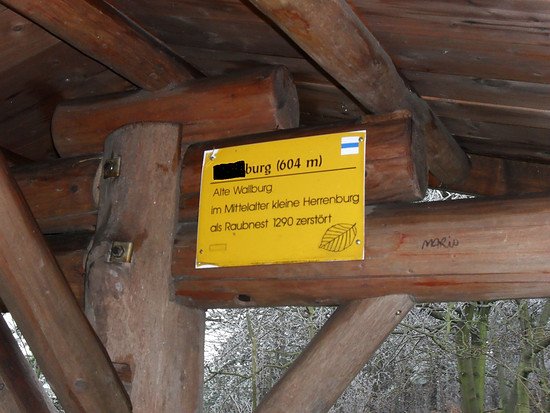 burg (604 m)
Alte Wallburg
im Mittelalter kleine Herrenburg
als Raubnest 1290 zerstört
MARIO